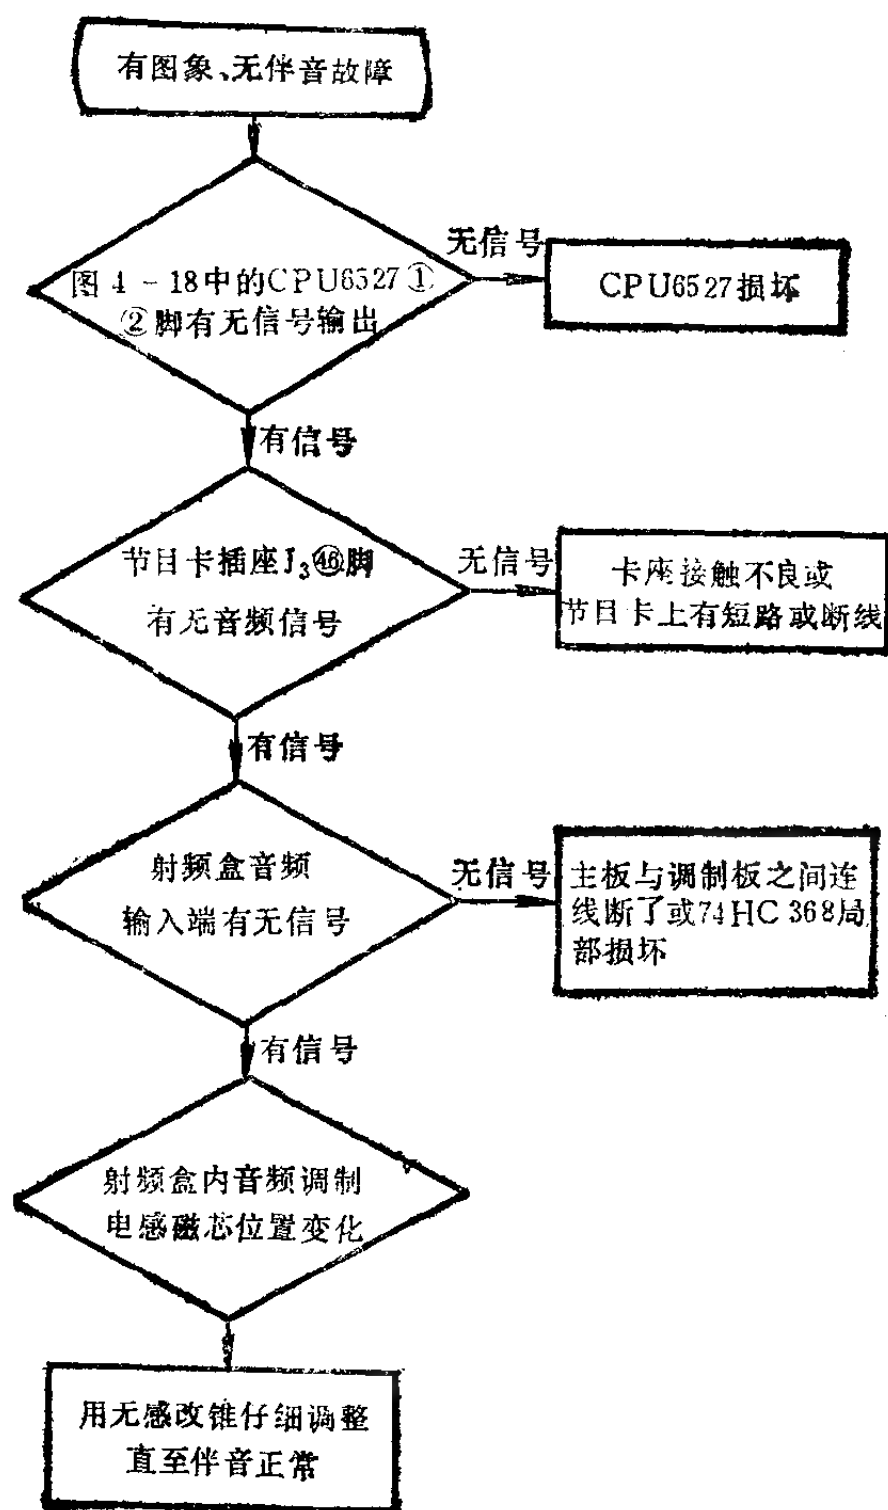 有图象、无伴音故障
无信号
图4-18中的CPU6527①
②脚有无信号输出
CPU6527损坏
有信号
节目卡插座J₃㊻脚
有无音频信号
无信号
卡座接触不良或
节目卡上有短路或断线
有信号
射频盒音频
输入端有无信号
无信号
主板与调制板之间连
线断了或74HC368局
部损坏
有信号
射频盒内音频调制
电感磁芯位置变化
用无感改锥仔细调整
直至伴音正常